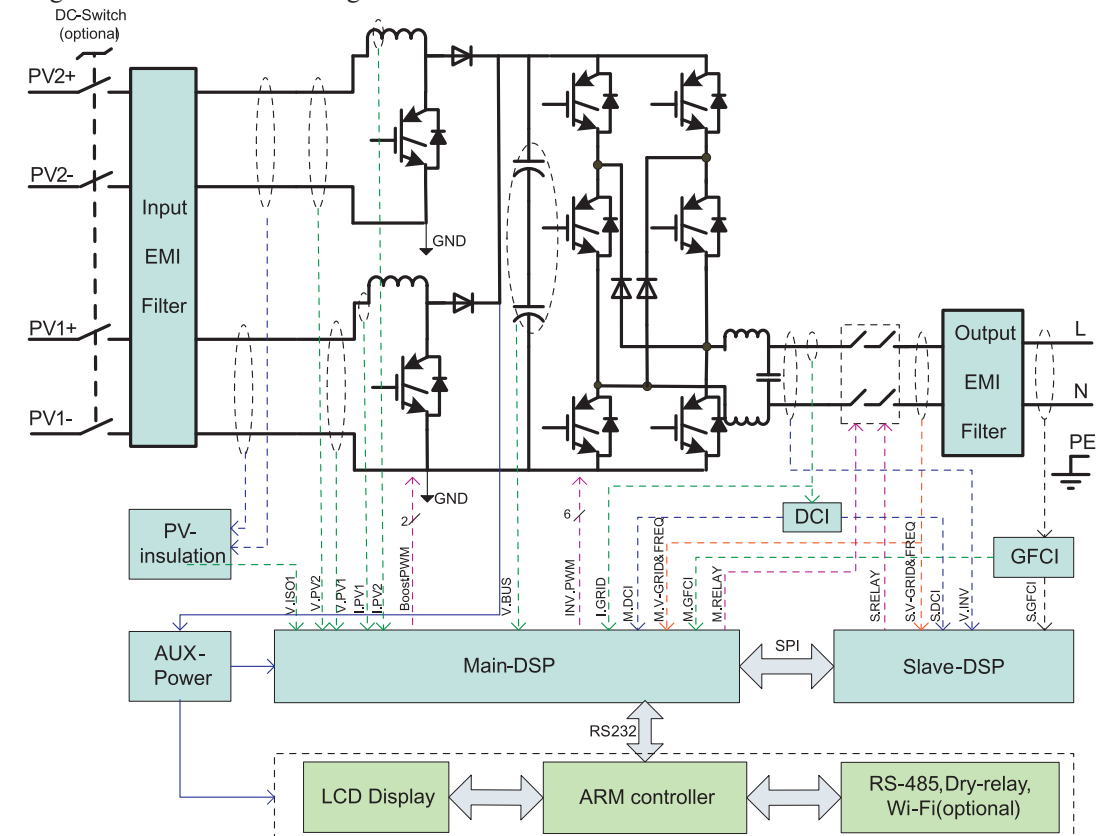 DC-Switch
(optional)
PV2+
PV2-
PV1+
PV1-
Input
EMI
Filter
GND
GND
Output
EMI
Filter
L
N
PE
PV-
insulation
2
6
DCI
GFCI
V.ISO1
V.PV2
V.PV1
I.PV1
I.PV2
BoostPWM
V.BUS
INV.PWM
I.GRID
M.DCI
M.V-GRID&FREQ
M.GFCI
M.RELAY
S.RELAY
S.V-GRID&FREQ
S.DCI
V.INV
S.GFCI
AUX-
Power
Main-DSP
SPI
Slave-DSP
RS232
LCD Display
ARM controller
RS-485,Dry-relay,
Wi-Fi(optional)